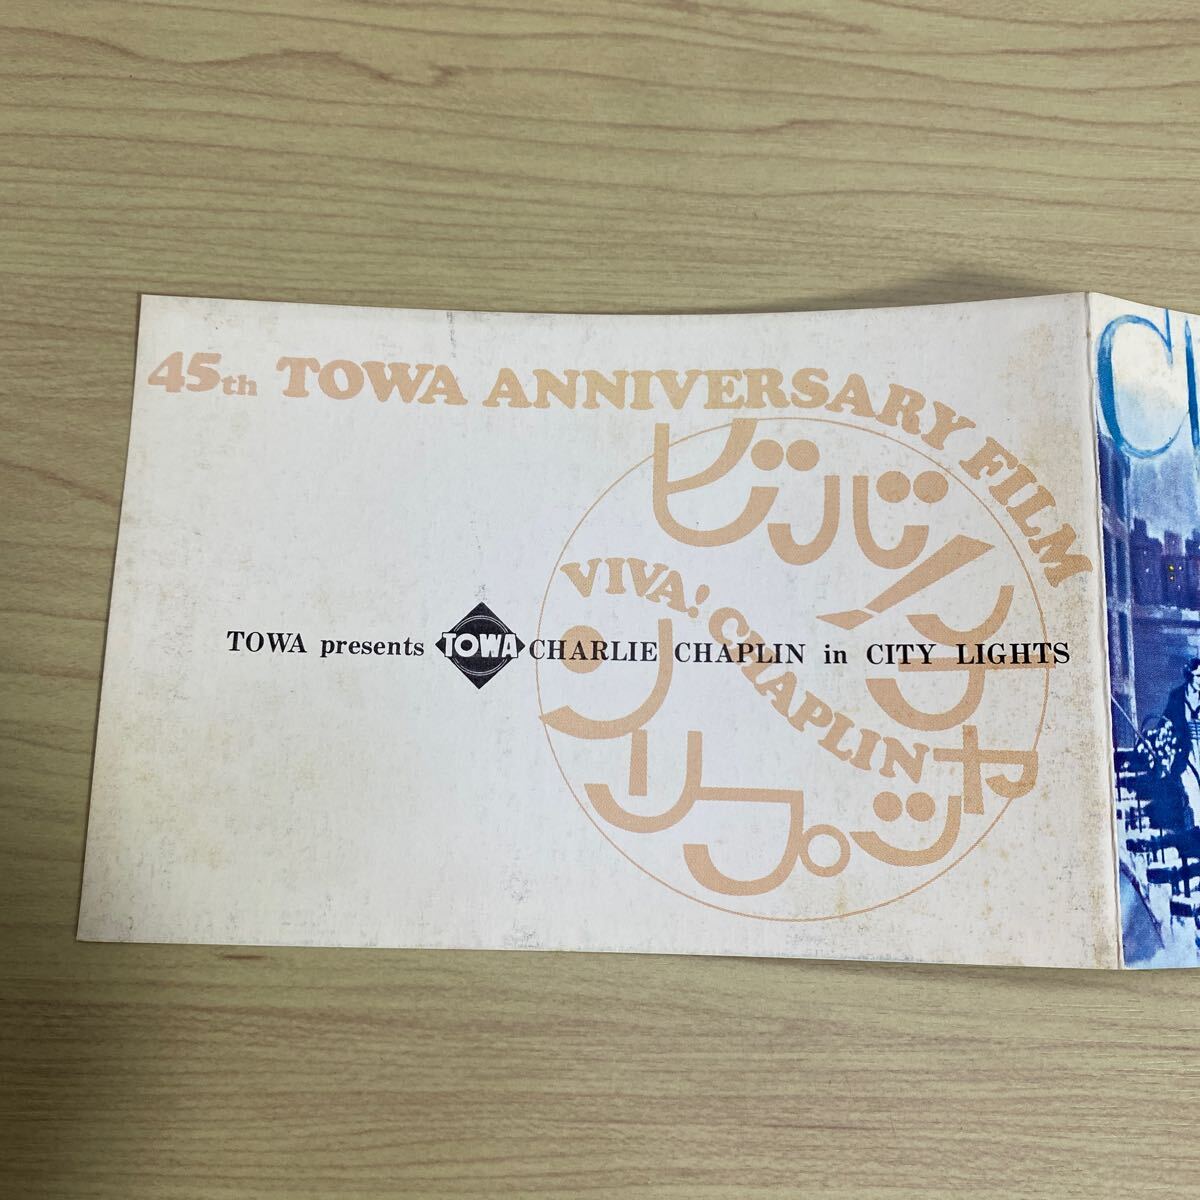 45th TOWA ANNIVERSARY FILM
ビバ!チャップリン
VIVA! CHAPLIN
TOWA presents TOWA CHARLIE CHAPLIN in CITY LIGHTS